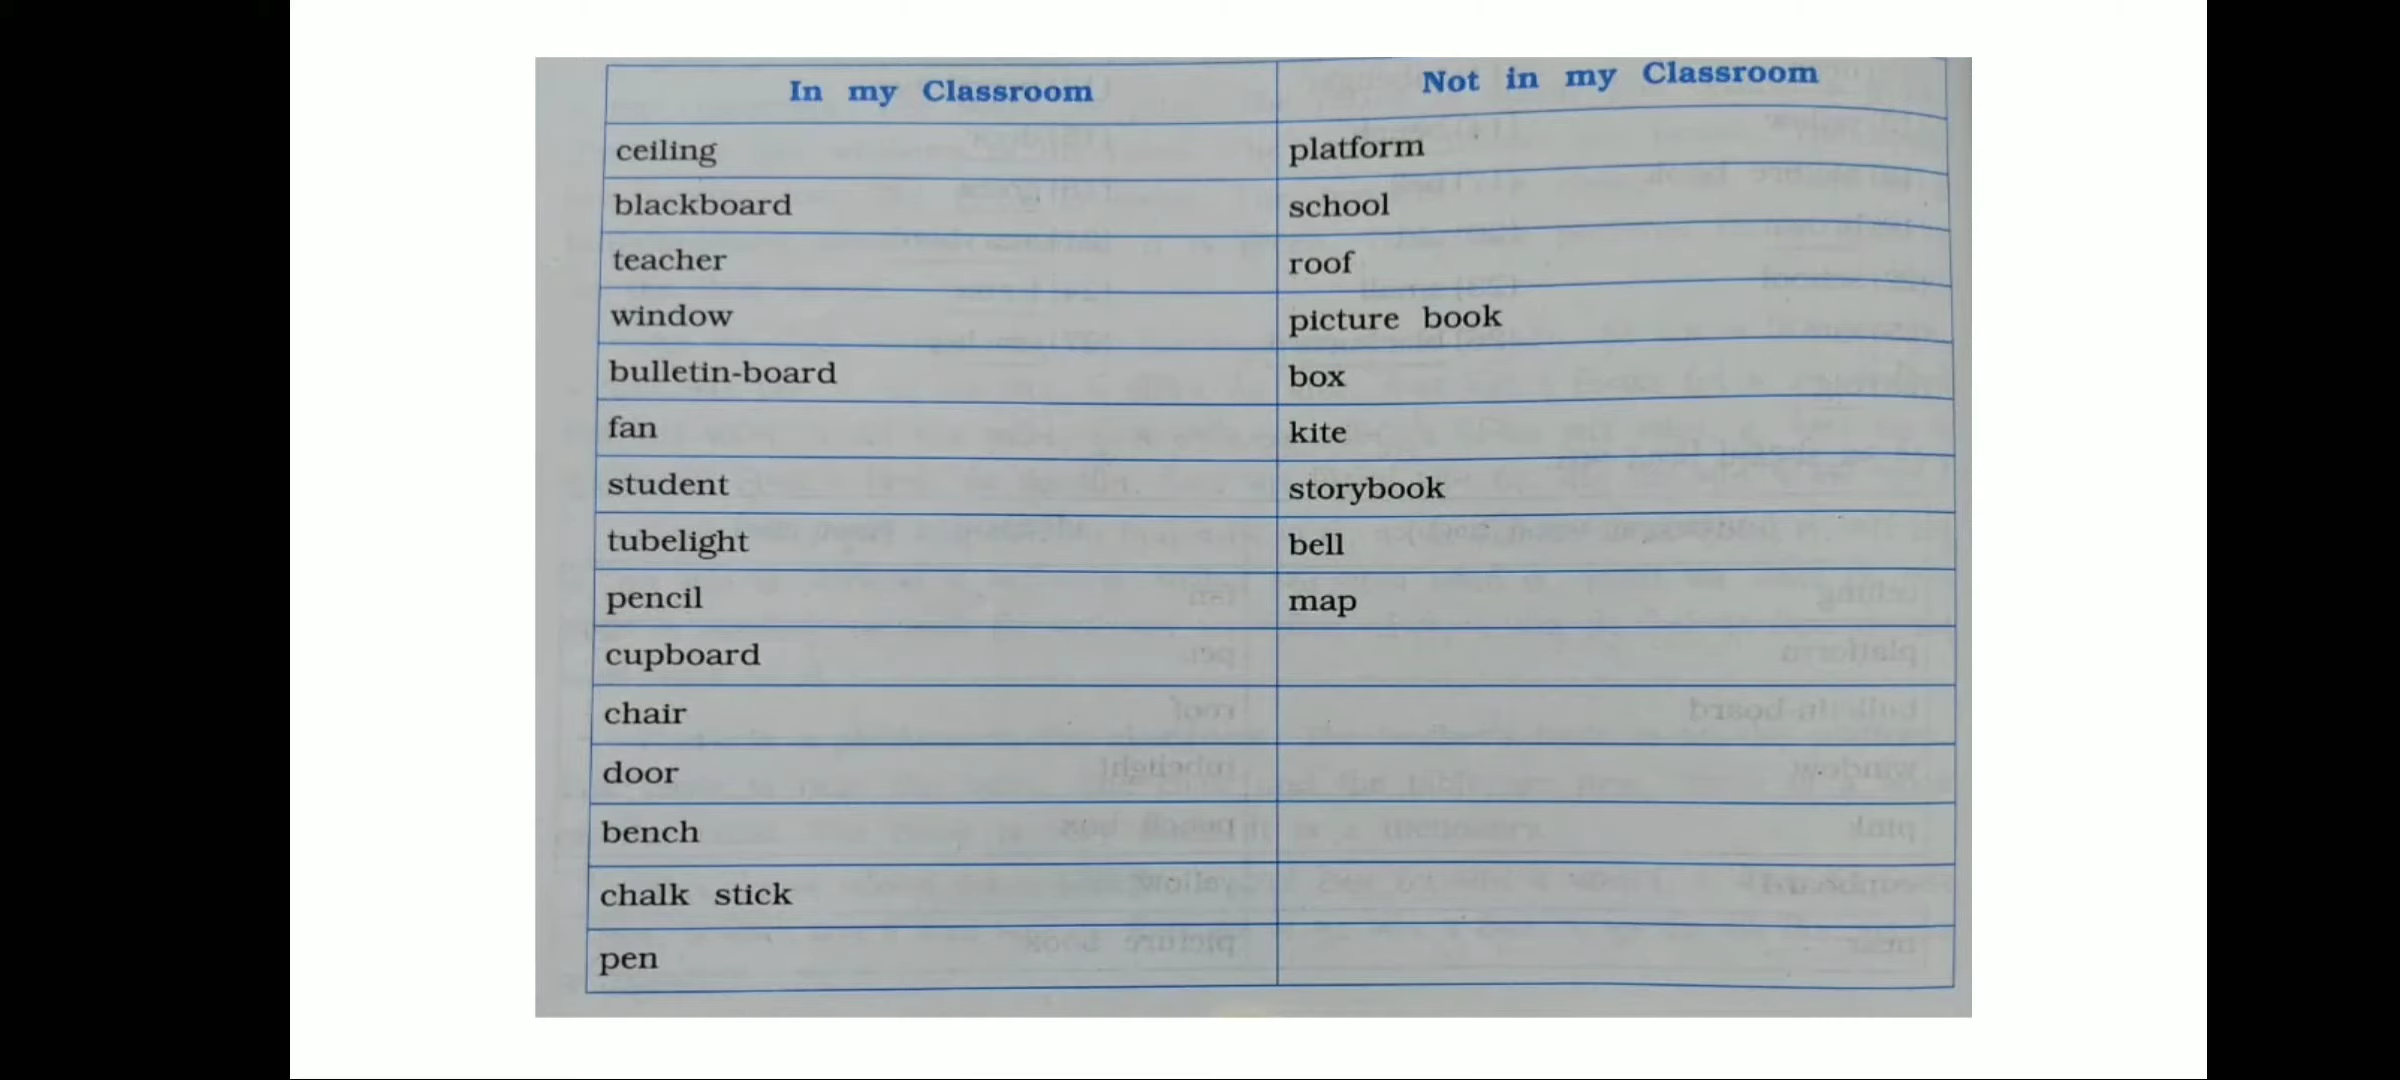 In my Classroom Not in my Classroom
ceiling platform
blackboard school
teacher roof
window picture book
bulletin-board box
fan kite
student storybook
tubelight bell
pencil map
cupboard
chair
door
bench
chalk stick
pen